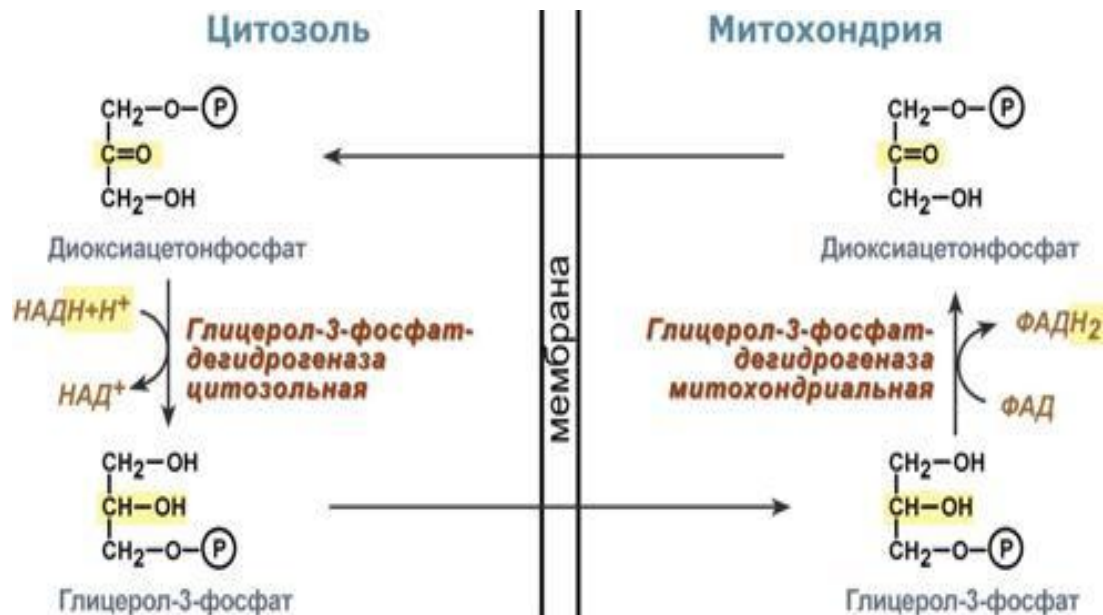 Цитозоль
Митохондрия
CH₂–O–P
C=O
CH₂–OH
Диоксиацетонфосфат
НАДН+Н⁺
НАД⁺
Глицерол-3-фосфат-
дегидрогеназа
цитозольная
CH₂–OH
CH–OH
CH₂–O–P
Глицерол-3-фосфат
мембрана
CH₂–O–P
C=O
CH₂–OH
Диоксиацетонфосфат
Глицерол-3-фосфат-
дегидрогеназа
митохондриальная
ФАДН₂
ФАД
CH₂–OH
CH–OH
CH₂–O–P
Глицерол-3-фосфат